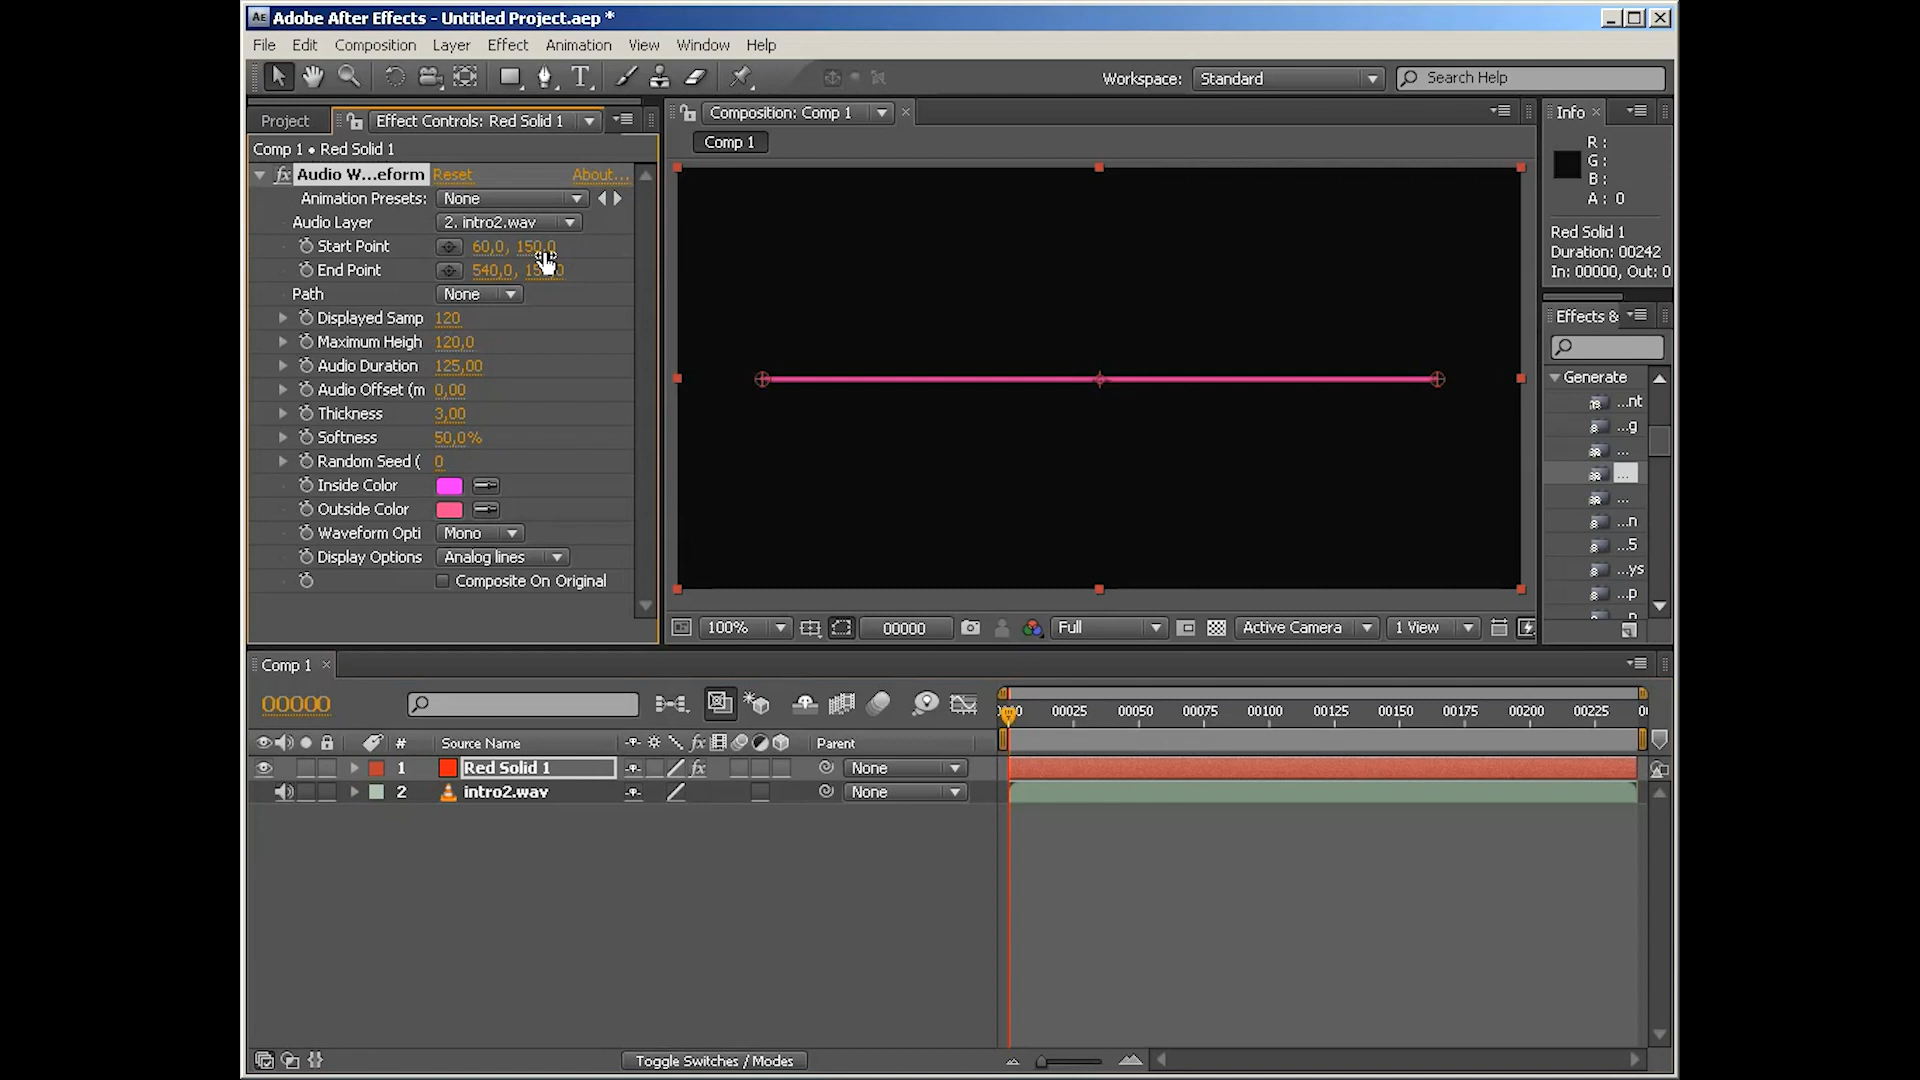 Adobe After Effects - Untitled Project.aep *
File Edit Composition Layer Effect Animation View Window Help
Workspace: Standard Search Help
Project Effect Controls: Red Solid 1
Composition: Comp 1
Info
Comp 1 • Red Solid 1
Comp 1
R :
G :
B :
A : 0
fx Audio W...eform Reset About...
Animation Presets: None
Audio Layer 2. intro2.wav
Start Point 60,0, 150,0
End Point 540,0,
Path None
Displayed Samp 120
Maximum Heigh 120,0
Audio Duration 125,00
Audio Offset (m 0,00
Thickness 3,00
Softness 50,0%
Random Seed ( 0
Inside Color
Outside Color
Waveform Opti Mono
Display Options Analog lines
Composite On Original
Red Solid 1
Duration: 00242
In: 00000, Out: 0
Effects &
Generate
...nt
...g
...
...
...
...n
...5
...ys
...p
100% 00000 Full Active Camera 1 View
Comp 1
00000
00025 00050 00075 00100 00125 00150 00175 00200 00225
# Source Name fx Parent
1 Red Solid 1 fx None
2 intro2.wav None
Toggle Switches / Modes